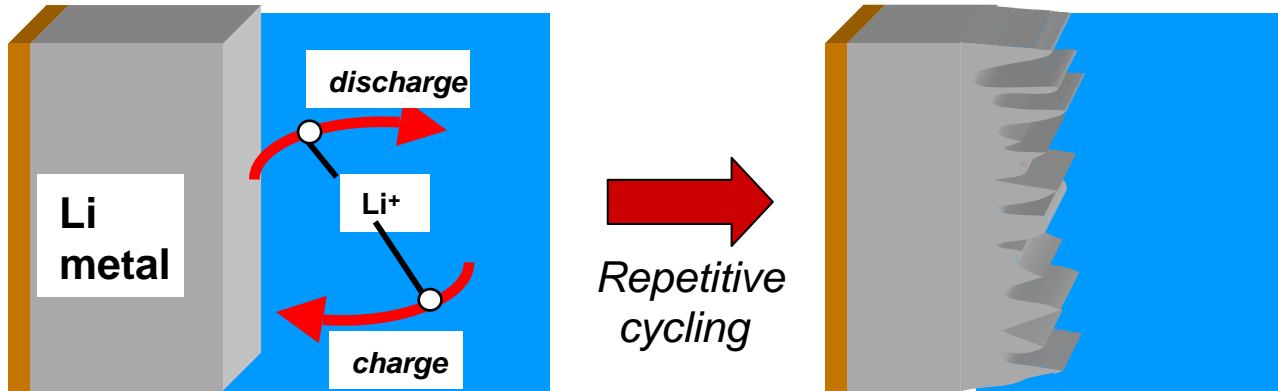 discharge
Li⁺
Li
metal
charge
Repetitive
cycling